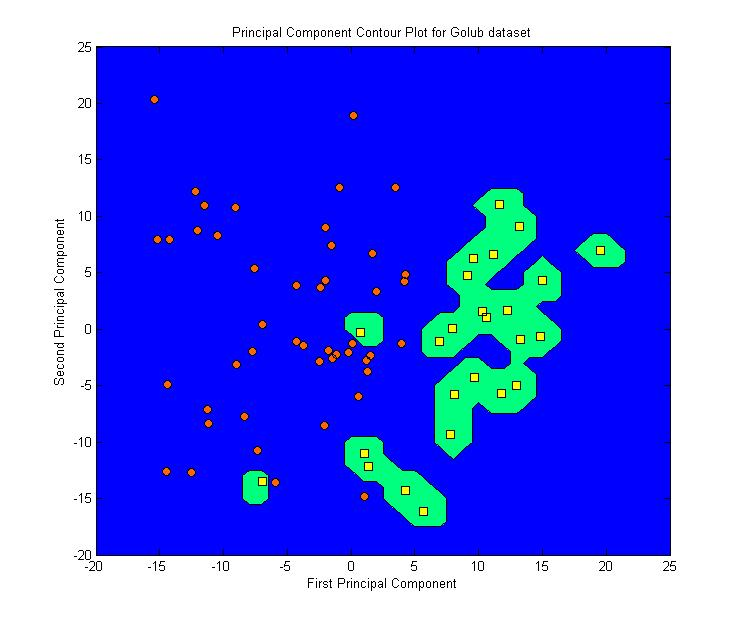 Principal Component Contour Plot for Golub dataset
25
20
15
10
5
0
-5
-10
-15
-20
Second Principal Component
-20 -15 -10 -5 0 5 10 15 20 25
First Principal Component